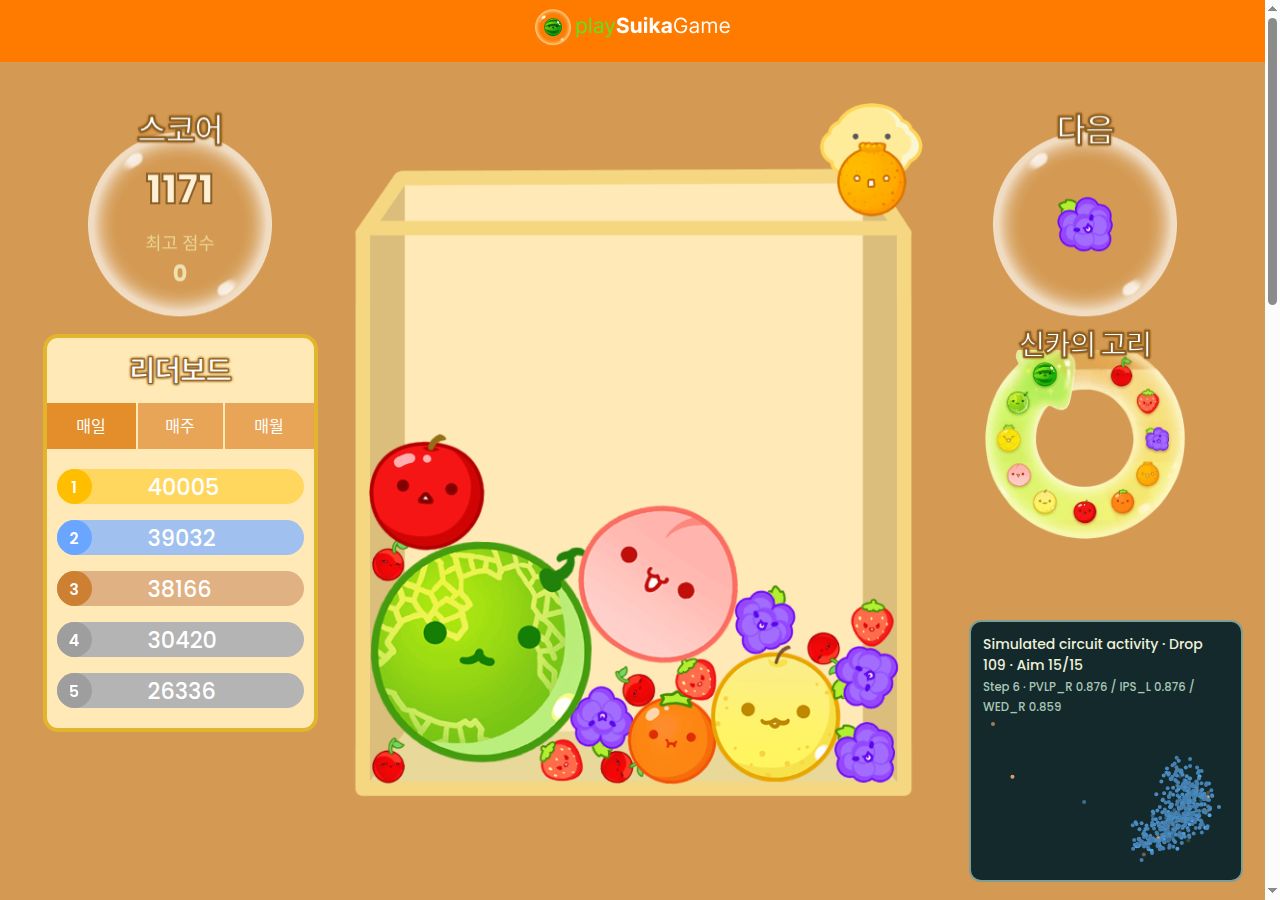 playSuikaGame
스코어
1171
최고 점수
0
다음
리더보드
매일 매주 매월
1 40005
2 39032
3 38166
4 30420
5 26336
신카의 고리
Simulated circuit activity · Drop
109 · Aim 15/15
Step 6 · PVLP_R 0.876 / IPS_L 0.876 /
WED_R 0.859